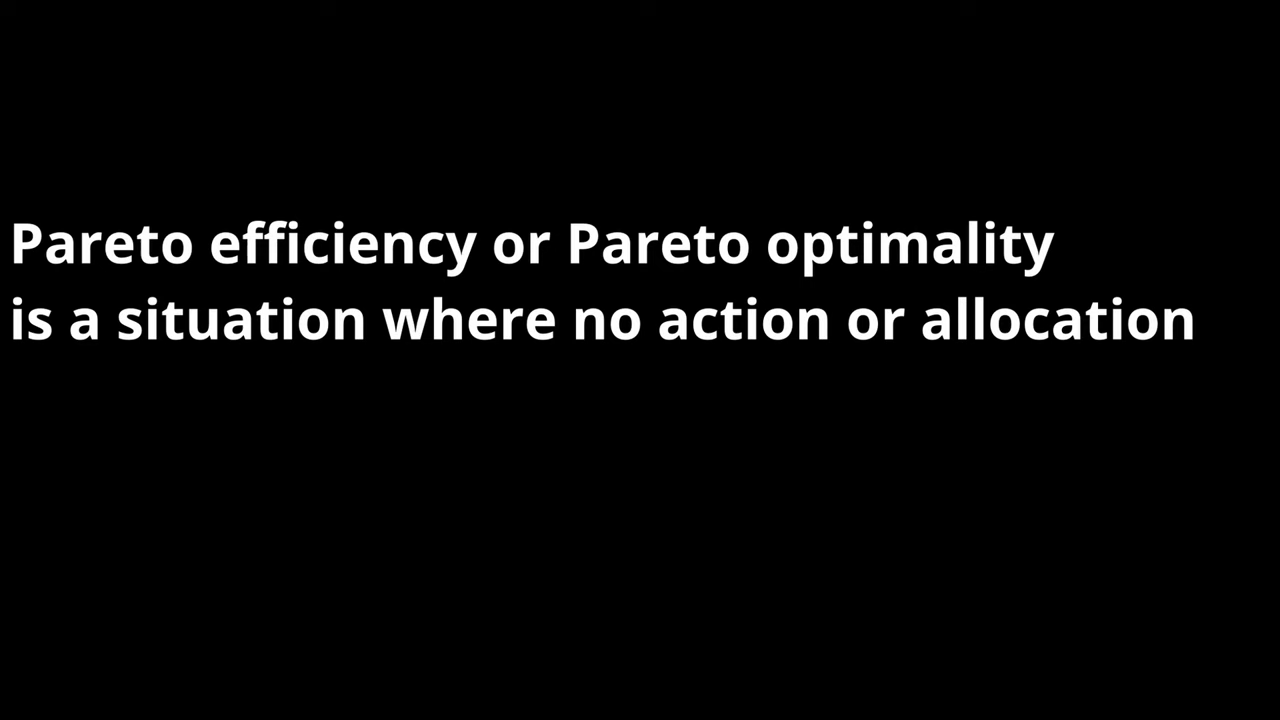 Pareto efficiency or Pareto optimality
is a situation where no action or allocation